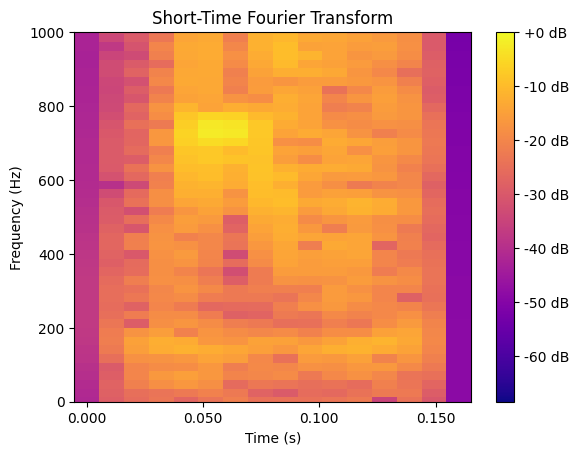 Short-Time Fourier Transform
1000
800
600
400
200
0
Frequency (Hz)
0.000
0.050
0.100
0.150
Time (s)
+0 dB
-10 dB
-20 dB
-30 dB
-40 dB
-50 dB
-60 dB